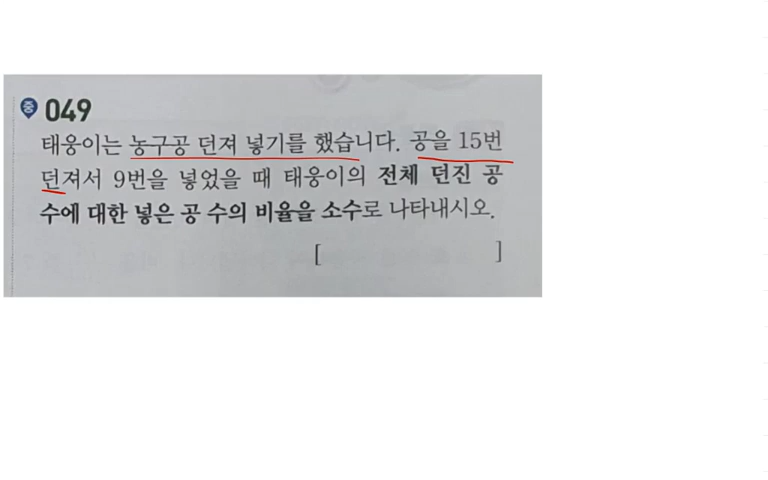 중 049
태웅이는 농구공 던져 넣기를 했습니다. 공을 15번
던져서 9번을 넣었을 때 태웅이의 전체 던진 공
수에 대한 넣은 공 수의 비율을 소수로 나타내시오.
[ ]